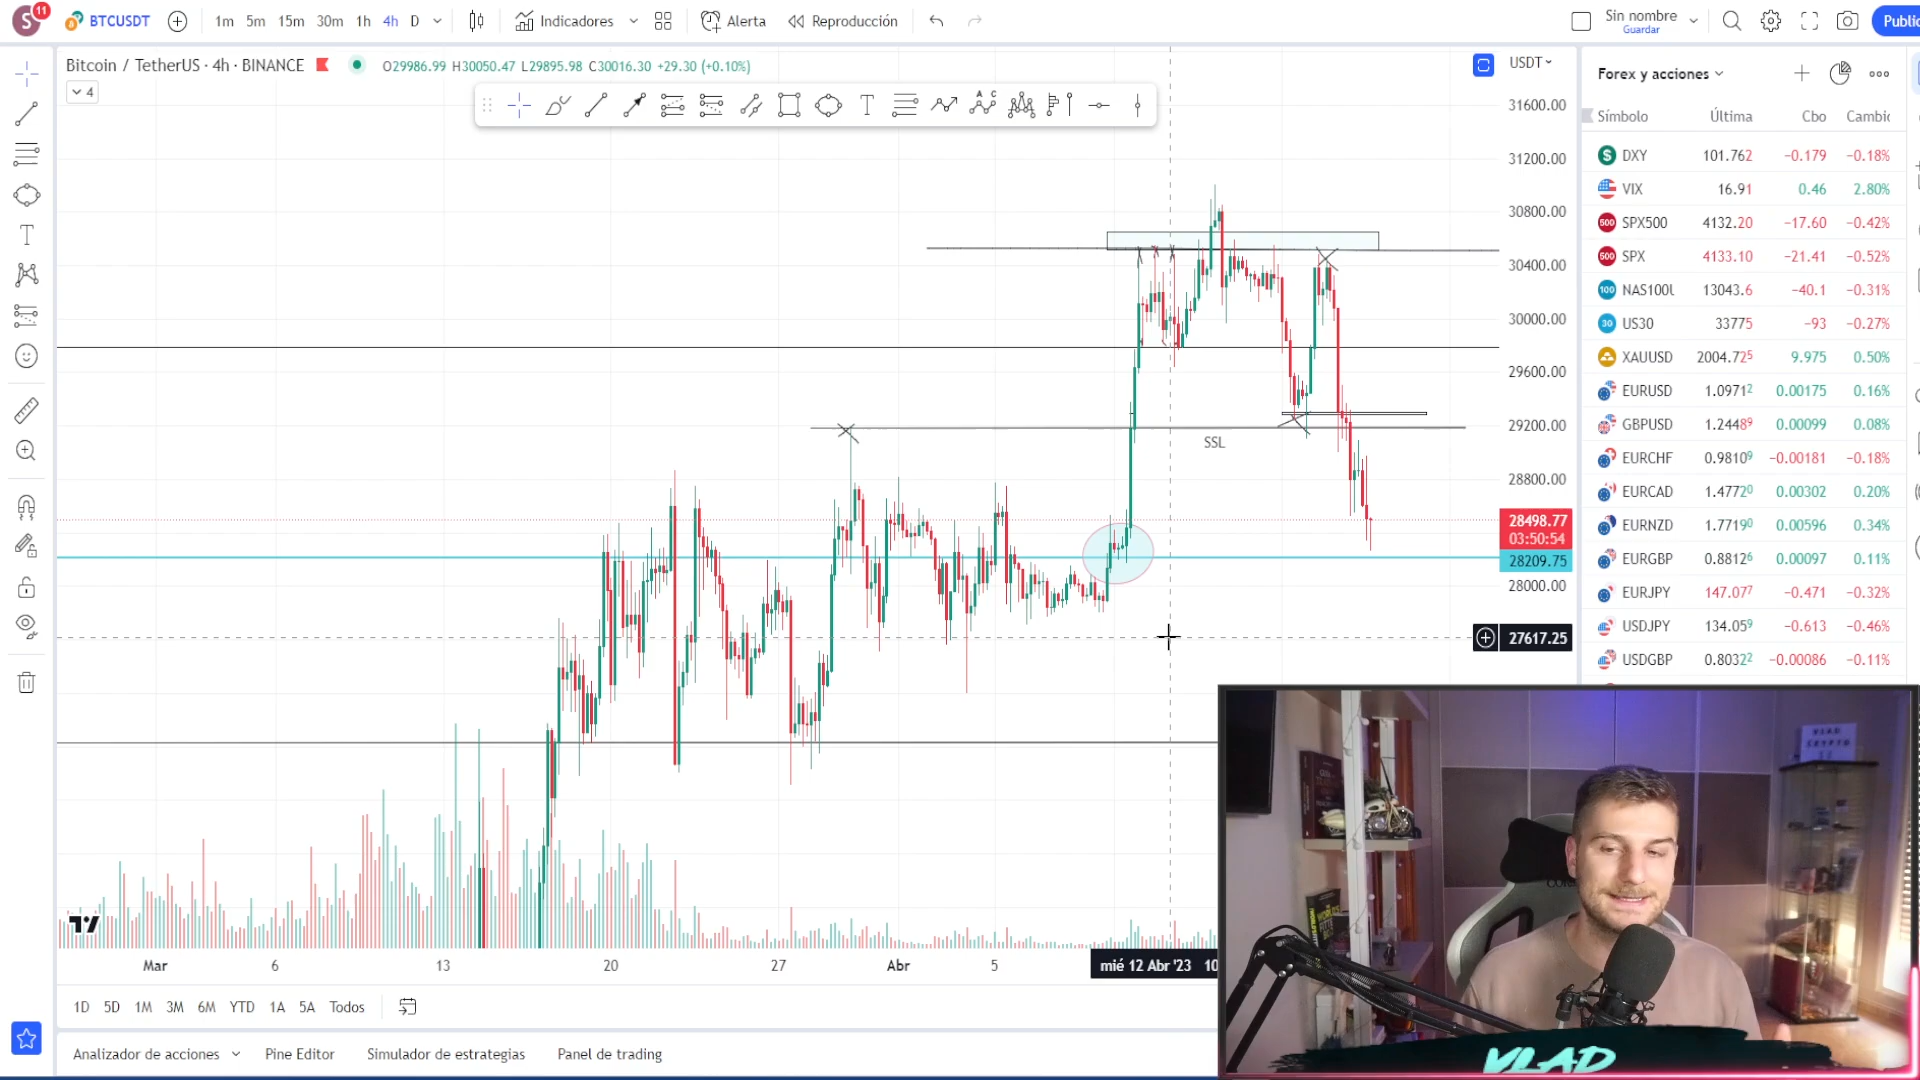 S 11 BTCUSDT 1m 5m 15m 30m 1h 4h D Indicadores Alerta Reproducción Sin nombre Guardar Public
Bitcoin / TetherUS · 4h · BINANCE O29986.99 H30050.47 L29895.98 C30016.30 +29.30 (+0.10%) USDT
4
Forex y acciones
Símbolo Última Cbo Cambio
DXY 101.762 −0.179 −0.18%
VIX 16.91 0.46 2.80%
SPX500 4132.20 −17.60 −0.42%
SPX 4133.10 −21.41 −0.52%
NAS100U 13043.6 −40.1 −0.31%
US30 33775 −93 −0.27%
XAUUSD 2004.725 9.975 0.50%
EURUSD 1.09712 0.00175 0.16%
GBPUSD 1.24489 0.00099 0.08%
EURCHF 0.98109 −0.00181 −0.18%
EURCAD 1.47720 0.00302 0.20%
EURNZD 1.77190 0.00596 0.34%
EURGBP 0.88126 0.00097 0.11%
EURJPY 147.077 −0.471 −0.32%
USDJPY 134.059 −0.613 −0.46%
USDGBP 0.80322 −0.00086 −0.11%
31600.00
31200.00
30800.00
30400.00
30000.00
29600.00
29200.00
28800.00
28498.77
03:50:54
28209.75
28000.00
27617.25
SSL
Mar 6 13 20 27 Abr 5 mié 12 Abr '23 10
1D 5D 1M 3M 6M YTD 1A 5A Todos
Analizador de acciones Pine Editor Simulador de estrategias Panel de trading
VLAD
CRYPTO
VLAD